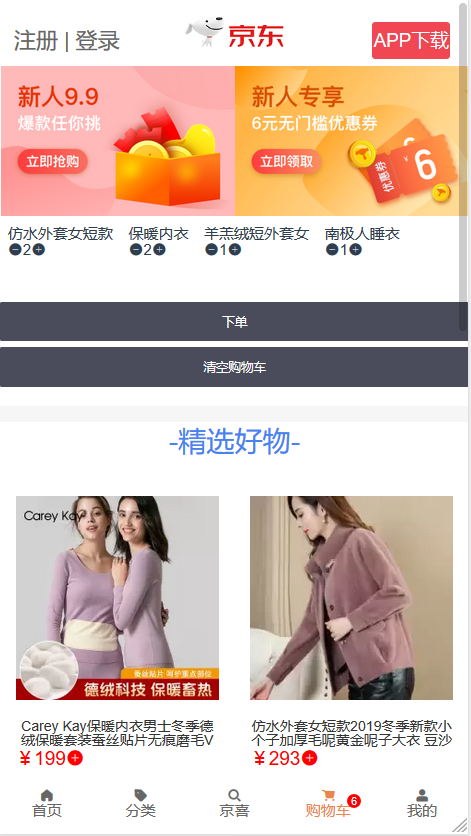 注册 | 登录
京东
APP下载
新人9.9
爆款任你挑
立即抢购
新人专享
6元无门槛优惠券
立即领取
优惠券
¥6
仿水外套女短款 保暖内衣 羊羔绒短外套女 南极人睡衣
2 2 1 1
下单
清空购物车
-精选好物-
Carey Kay
蚕丝贴片 呵护重点部位
德绒科技 保暖蓄热
Carey Kay保暖内衣男士冬季德
绒保暖套装蚕丝贴片无痕磨毛V
¥199
仿水外套女短款2019冬季新款小
个子加厚毛呢黄金呢子大衣 豆沙
¥293
首页 分类 京喜 购物车 6 我的